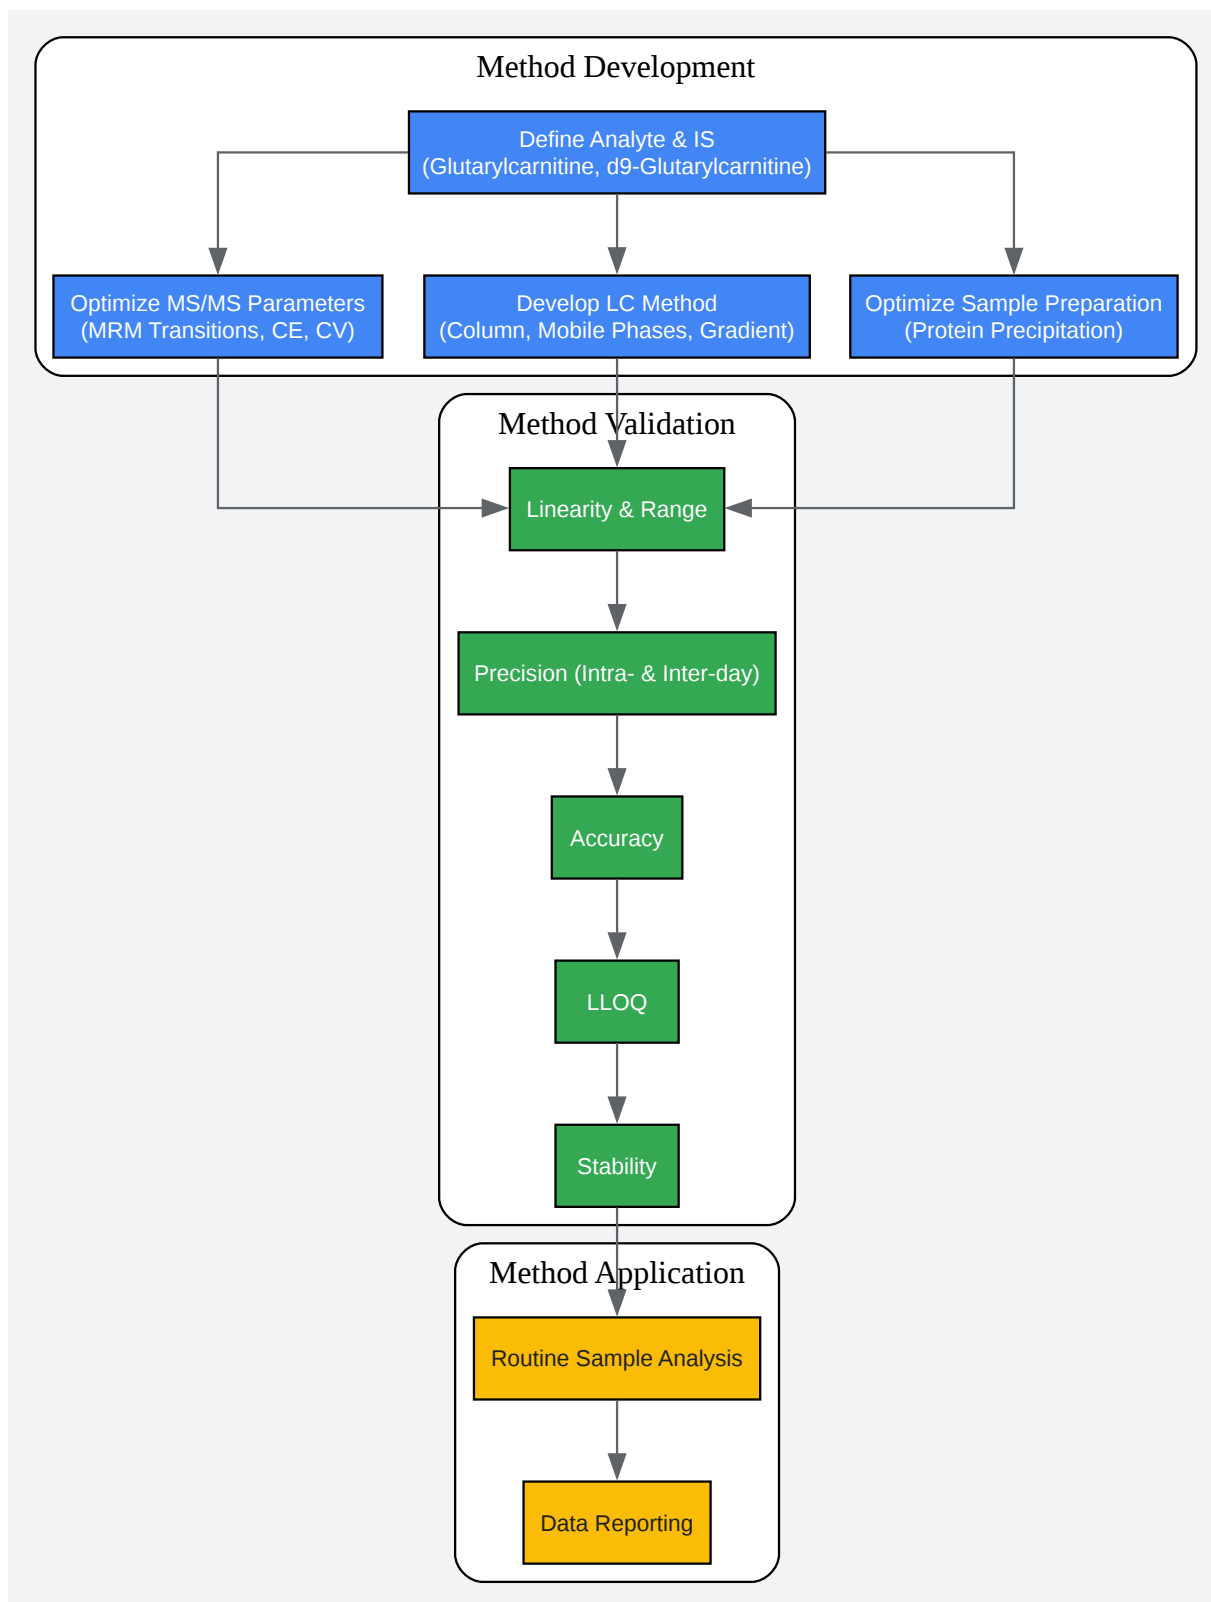 Method Development
Define Analyte & IS
(Glutarylcarnitine, d9-Glutarylcarnitine)
Optimize MS/MS Parameters
(MRM Transitions, CE, CV)
Develop LC Method
(Column, Mobile Phases, Gradient)
Optimize Sample Preparation
(Protein Precipitation)
Method Validation
Linearity & Range
Precision (Intra- & Inter-day)
Accuracy
LLOQ
Stability
Method Application
Routine Sample Analysis
Data Reporting